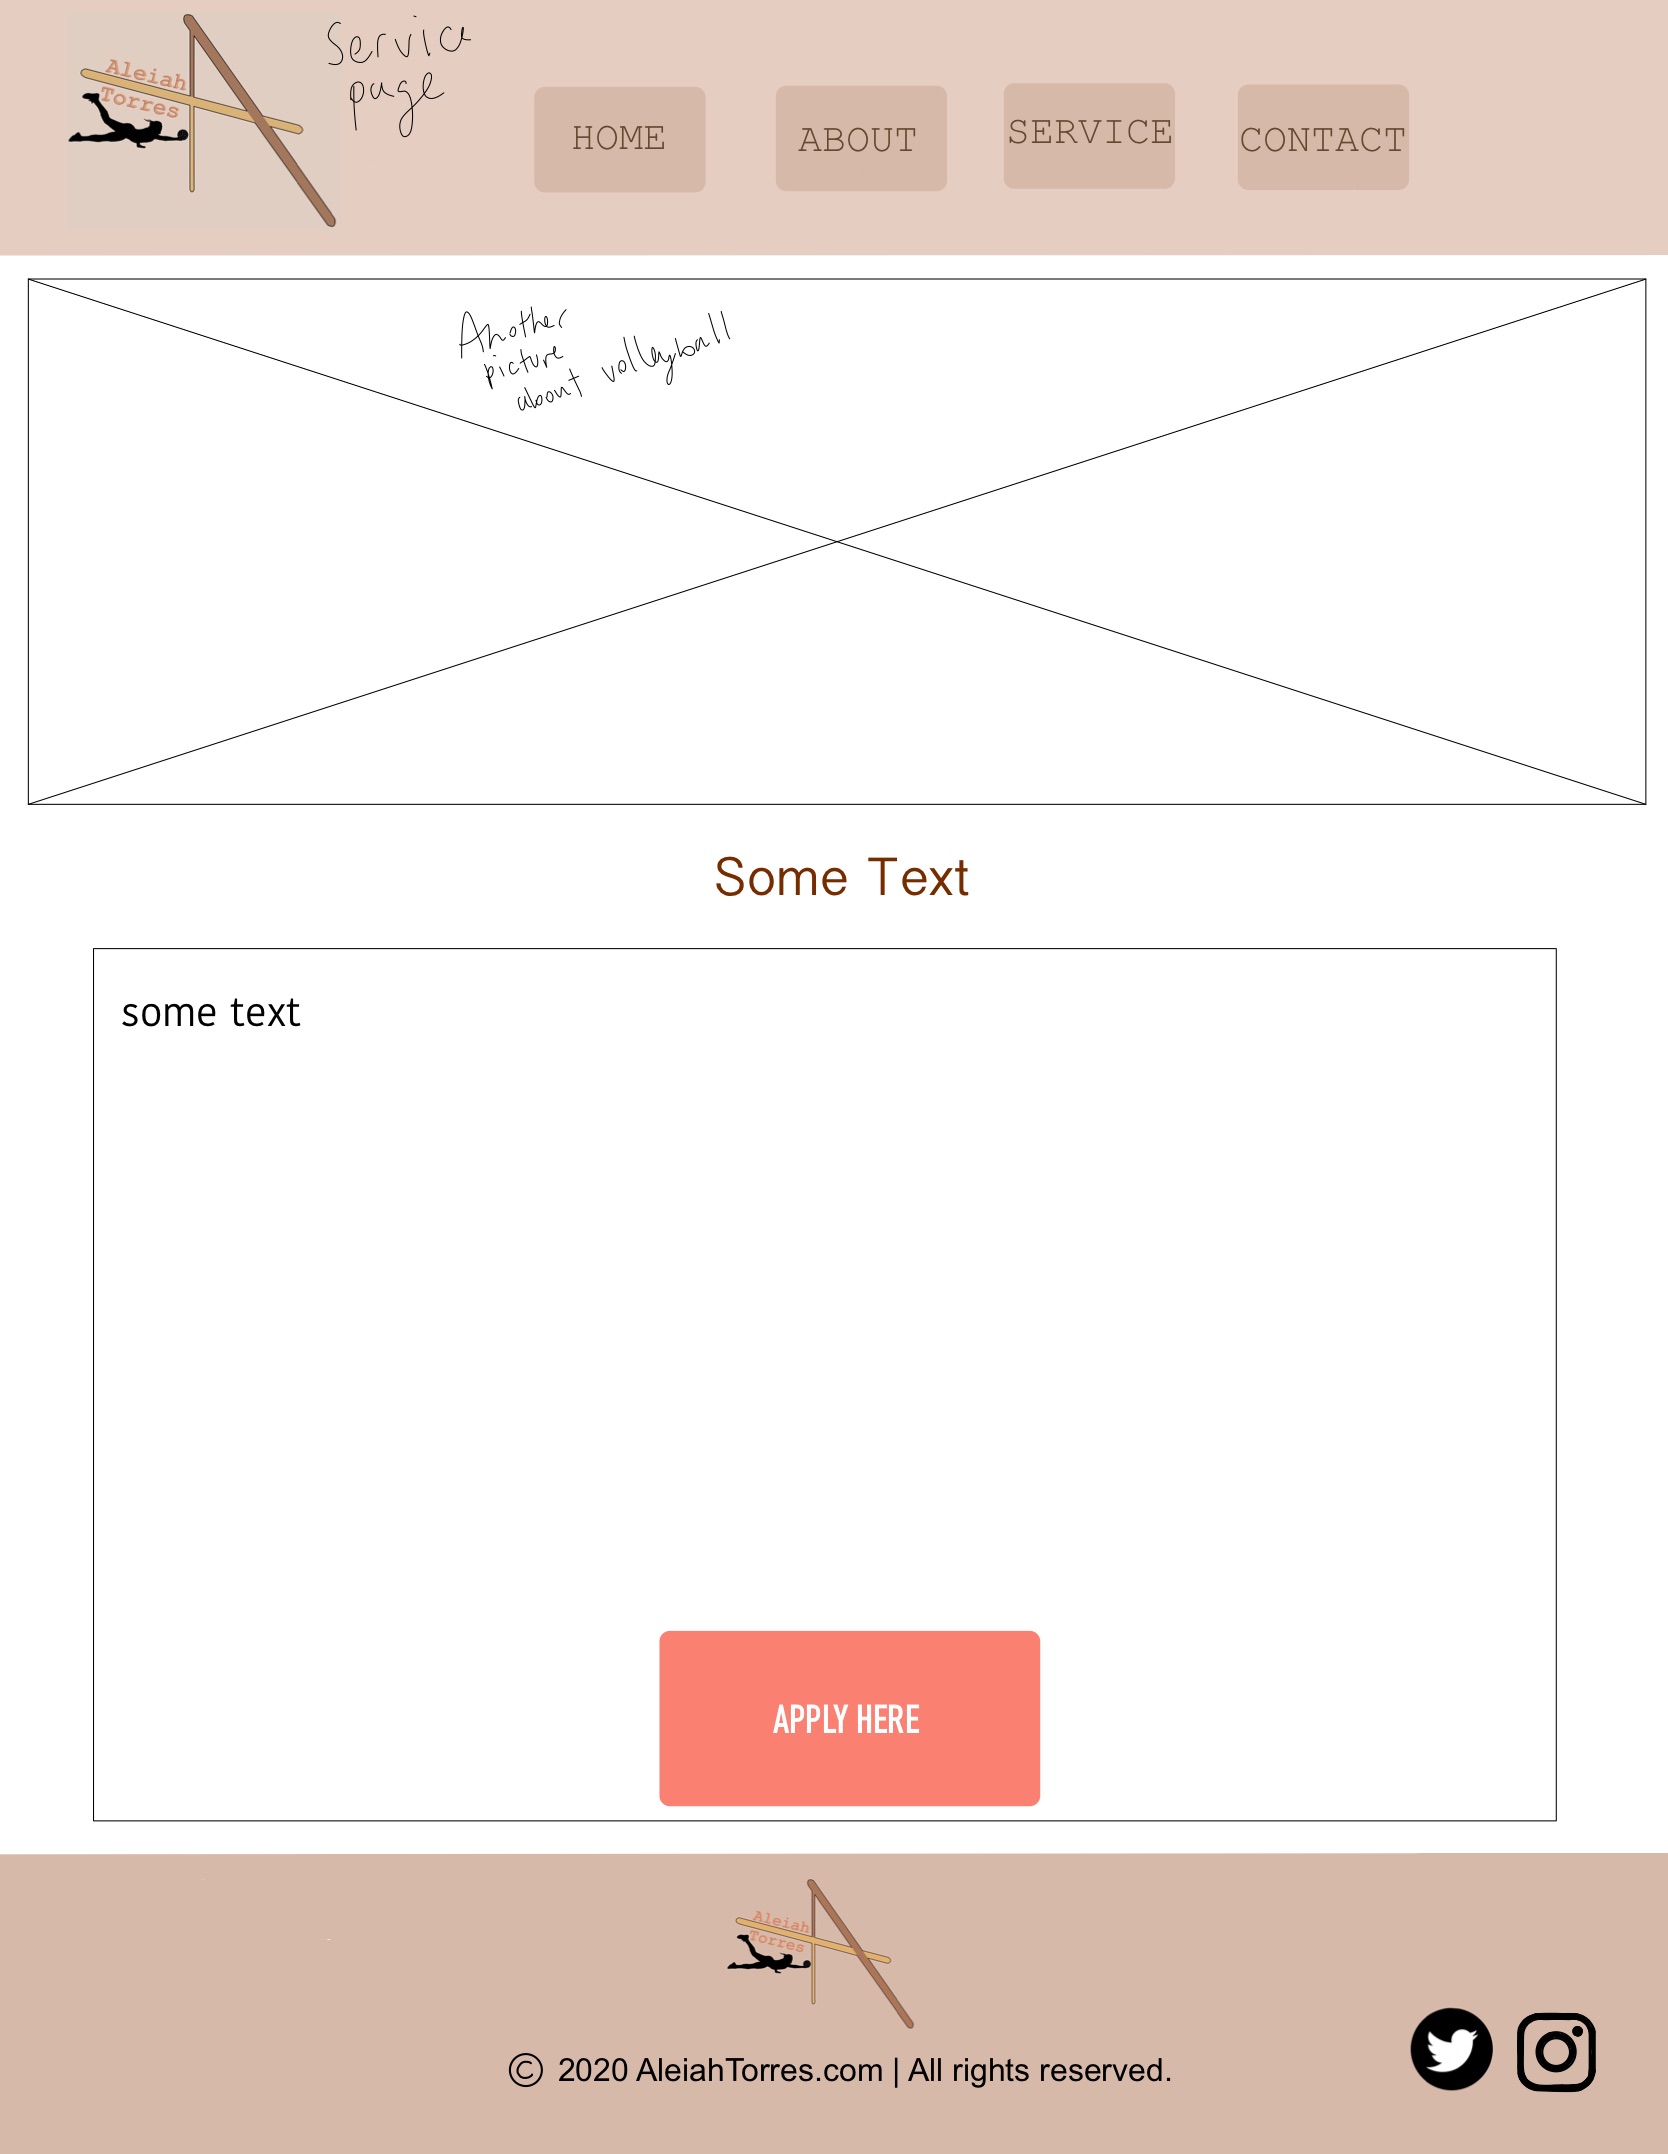 Aleiah
Torres
Service
page
HOME
ABOUT
SERVICE
CONTACT
Another
picture
about volleyball
Some Text
some text
APPLY HERE
Aleiah
Torres
© 2020 AleiahTorres.com | All rights reserved.